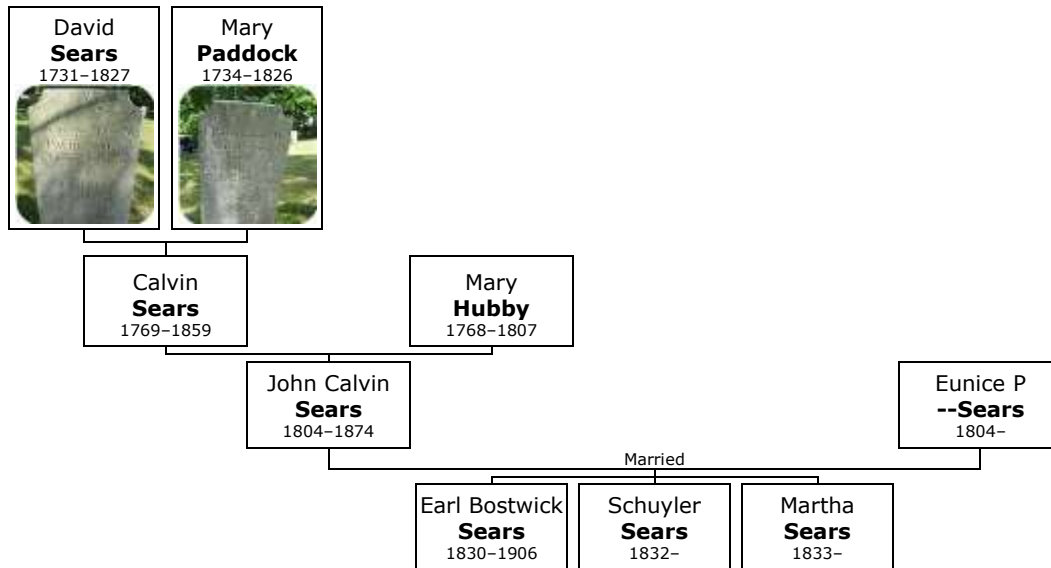 David
Sears
1731–1827
Mary
Paddock
1734–1826
Calvin
Sears
1769–1859
Mary
Hubby
1768–1807
John Calvin
Sears
1804–1874
Eunice P
--Sears
1804–
Married
Earl Bostwick
Sears
1830–1906
Schuyler
Sears
1832–
Martha
Sears
1833–